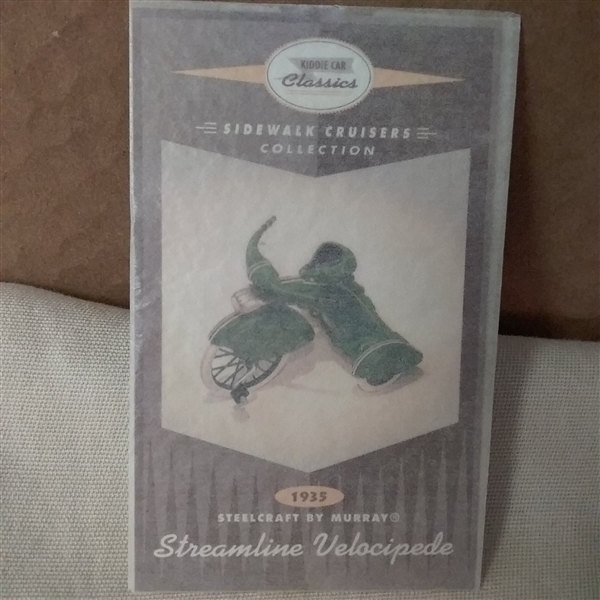 KIDDIE CAR
Classics
SIDEWALK CRUISERS
COLLECTION
1935
STEELCRAFT BY MURRAY®
Streamline Velocipede